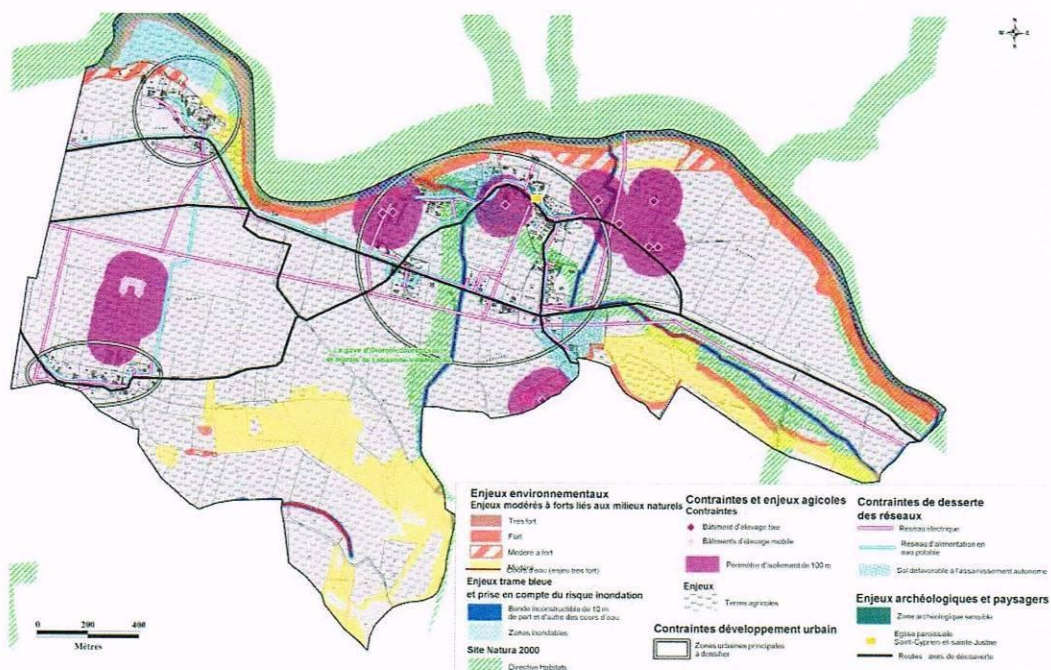 N
W E
S
Le gave d'Oloron
0 200 400
Mètres
Enjeux environnementaux
Enjeux modérés à forts liés aux milieux naturels
Très fort
Fort
Modéré à fort
Modéré
Cours d'eau (enjeu très fort)
Enjeux trame bleue
et prise en compte du risque inondation
Bande inconstructible de 10 m
de part et d'autre des cours d'eau
Zones inondables
Site Natura 2000
Directive Habitats
Contraintes et enjeux agicoles
Contraintes
Bâtiment d'élevage fixe
Bâtiments d'élevage mobile
Périmètre d'isolement de 100 m
Enjeux
Terres agricoles
Contraintes développement urbain
Zones urbaines principales
à densifier
Contraintes de desserte
des réseaux
Réseau électrique
Réseau d'alimentation en
eau potable
Sol défavorable à l'assainissement autonome
Enjeux archéologiques et paysagers
Zone archéologique sensible
Eglise paroissiale
Saint-Cyprien et sainte Justine
Routes : axes de découverte